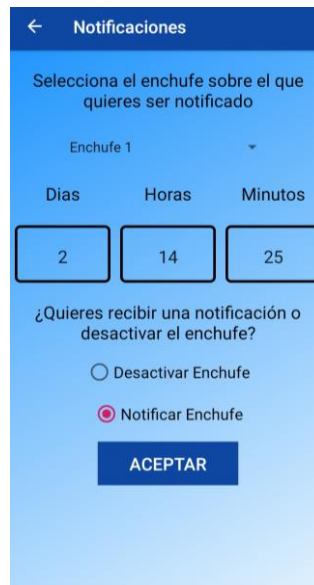 Notificaciones
Selecciona el enchufe sobre el que
quieres ser notificado
Enchufe 1
Dias Horas Minutos
2 14 25
¿Quieres recibir una notificación o
desactivar el enchufe?
Desactivar Enchufe
Notificar Enchufe
ACEPTAR